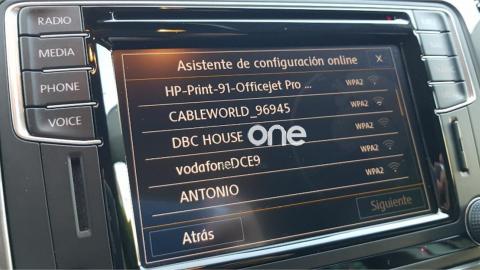 RADIO
MEDIA
PHONE
VOICE
Asistente de configuración online X
HP-Print-91-Officejet Pro ... WPA2
CABLEWORLD_96945 WPA2
DBC HOUSE WPA2
one
vodafoneDCE9 WPA2
ANTONIO WPA2
Atrás Siguiente